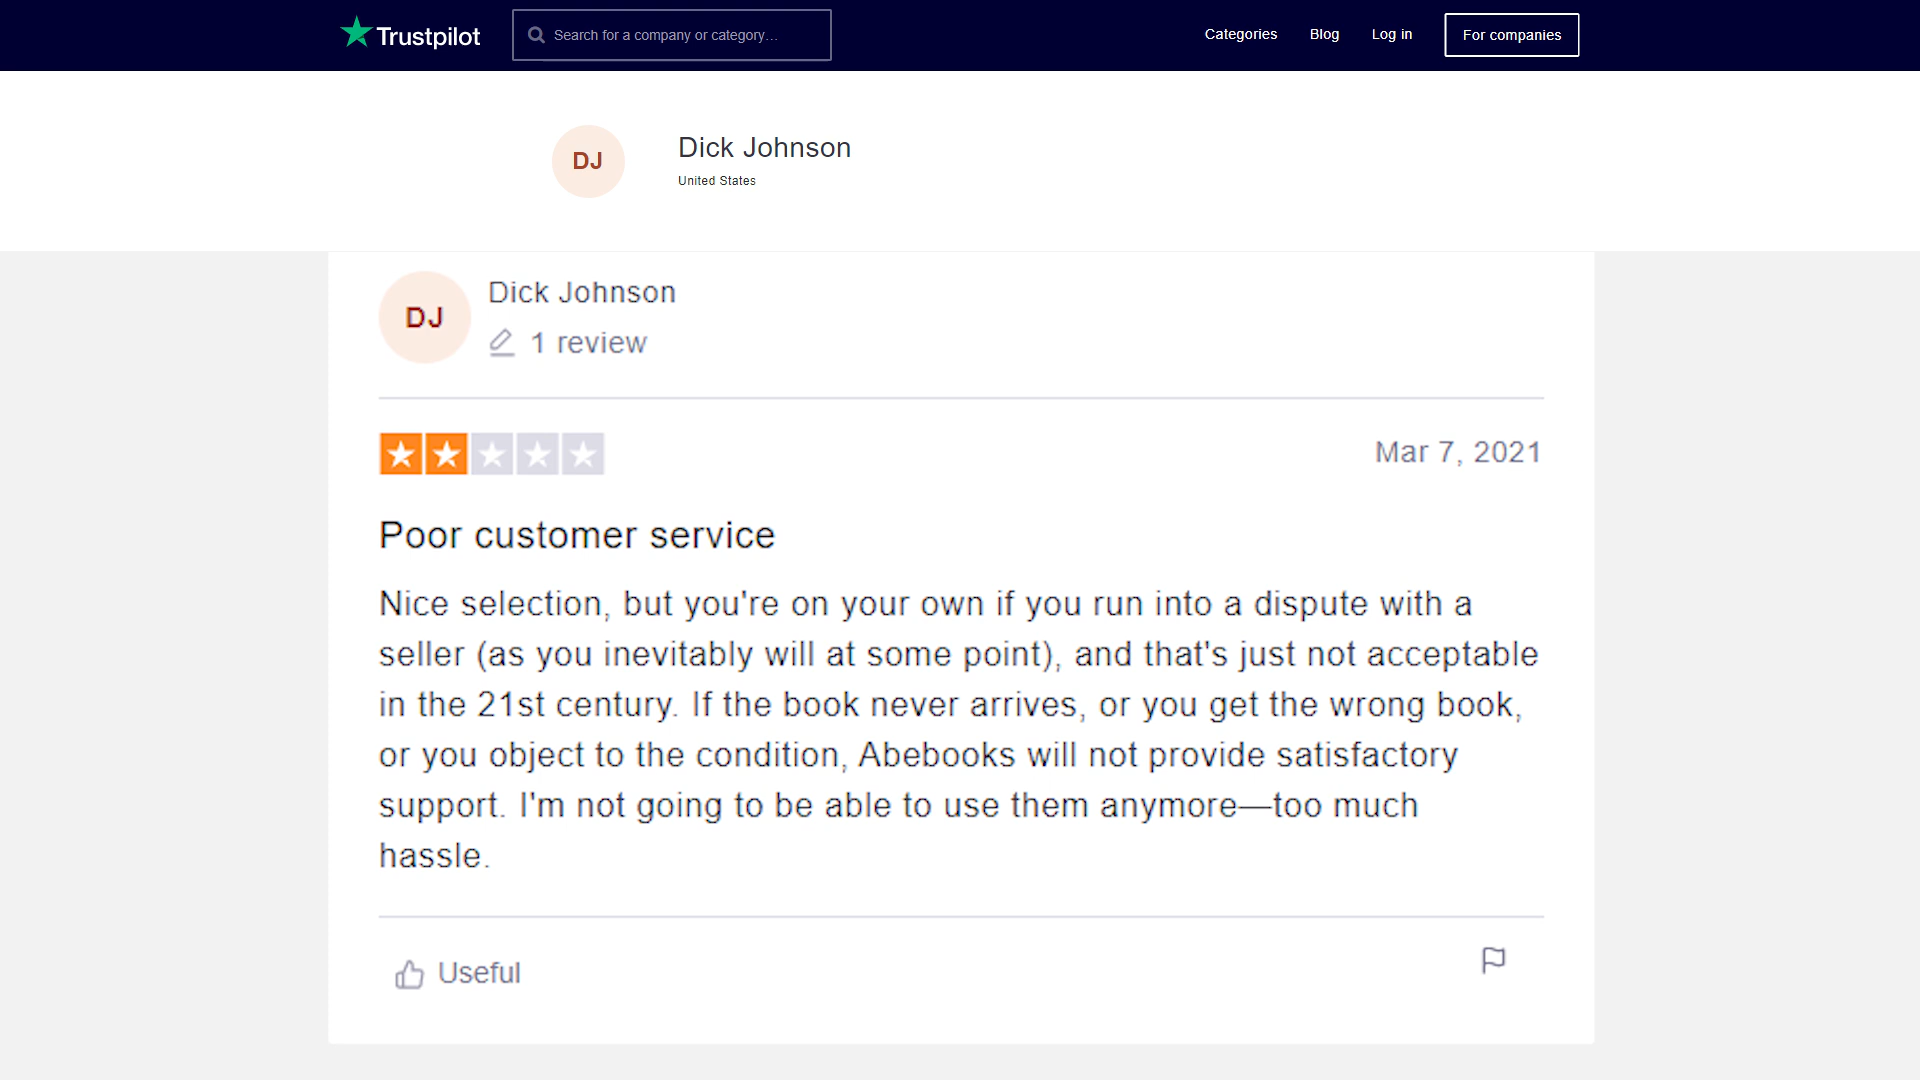 Trustpilot
Search for a company or category...
Categories
Blog
Log in
For companies
DJ
Dick Johnson
United States
DJ
Dick Johnson
1 review
Mar 7, 2021
Poor customer service
Nice selection, but you're on your own if you run into a dispute with a
seller (as you inevitably will at some point), and that's just not acceptable
in the 21st century. If the book never arrives, or you get the wrong book,
or you object to the condition, Abebooks will not provide satisfactory
support. I'm not going to be able to use them anymore—too much
hassle.
Useful